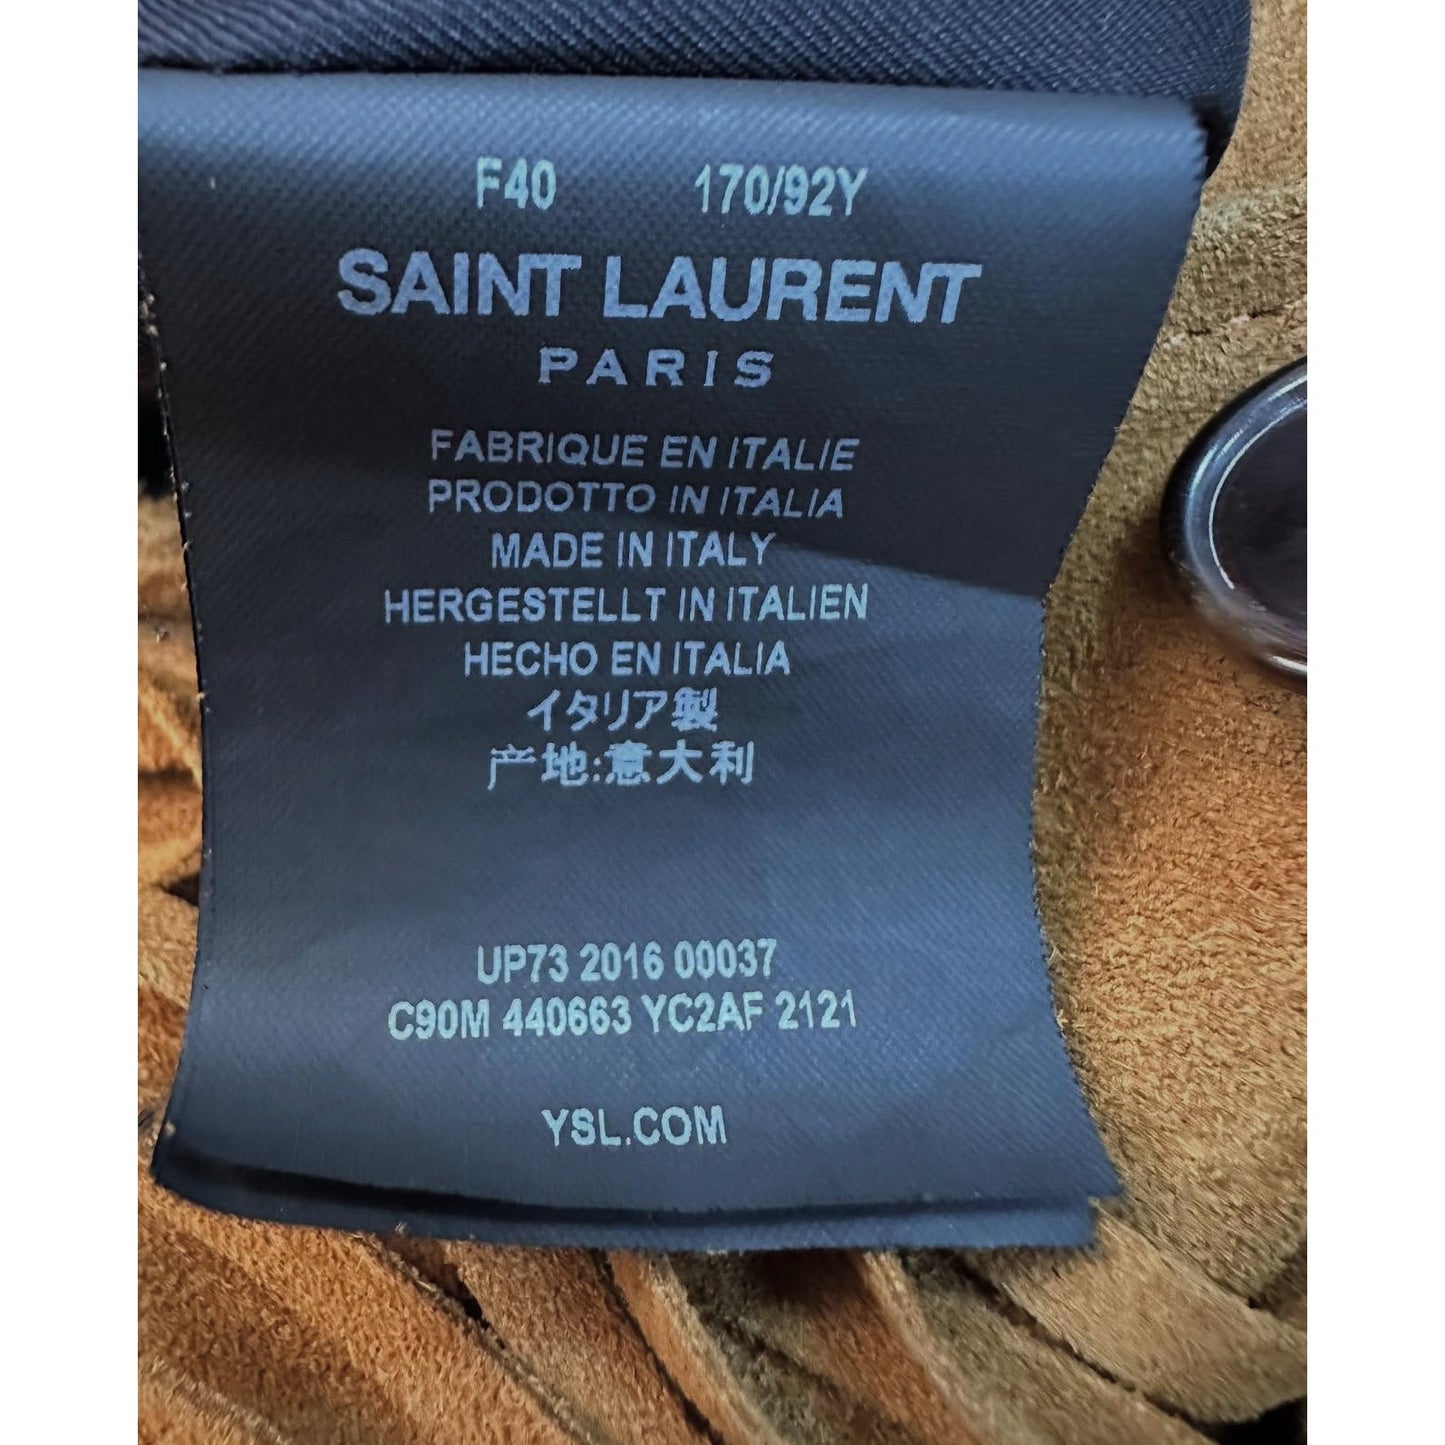 F40 170/92Y
SAINT LAURENT
PARIS
FABRIQUE EN ITALIE
PRODOTTO IN ITALIA
MADE IN ITALY
HERGESTELLT IN ITALIEN
HECHO EN ITALIA
イタリア製
产地:意大利
UP73 2016 00037
C90M 440663 YC2AF 2121
YSL.COM